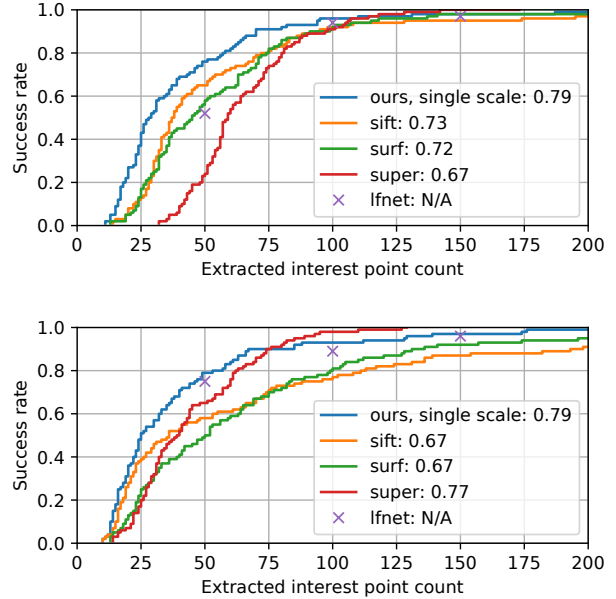 1.0
0.8
0.6
0.4
0.2
0.0
Success rate
ours, single scale: 0.79
sift: 0.73
surf: 0.72
super: 0.67
lfnet: N/A
0 25 50 75 100 125 150 175 200
Extracted interest point count
1.0
0.8
0.6
0.4
0.2
0.0
Success rate
ours, single scale: 0.79
sift: 0.67
surf: 0.67
super: 0.77
lfnet: N/A
0 25 50 75 100 125 150 175 200
Extracted interest point count